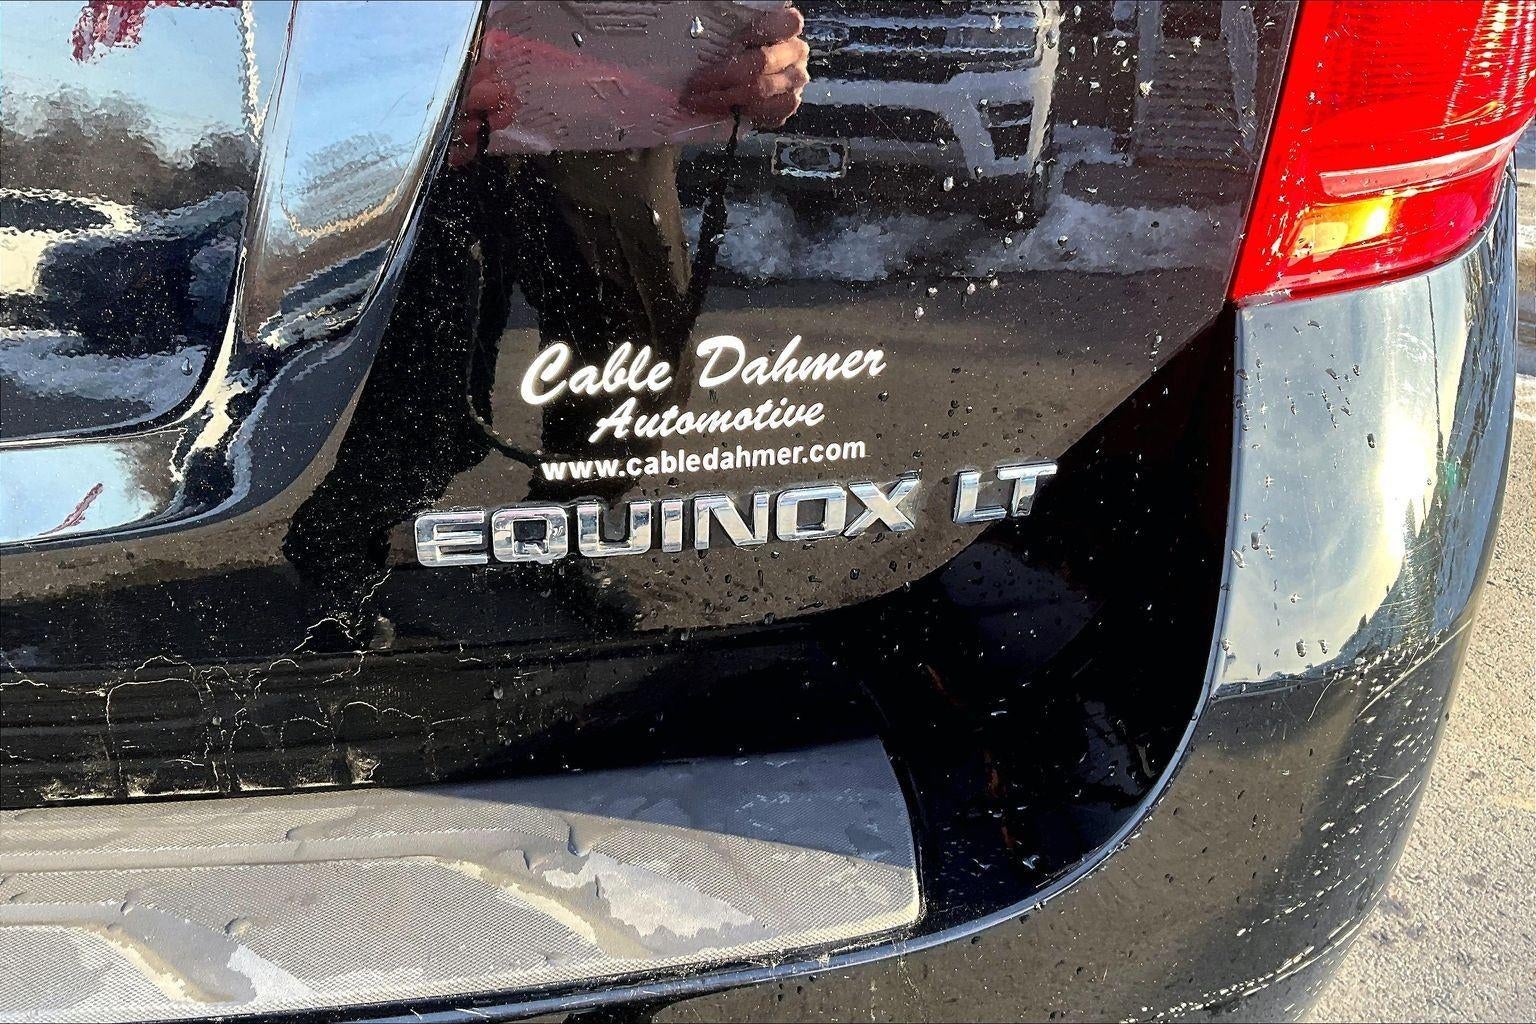 Cable Dahmer
Automotive
www.cabledahmer.com
EQUINOX LT